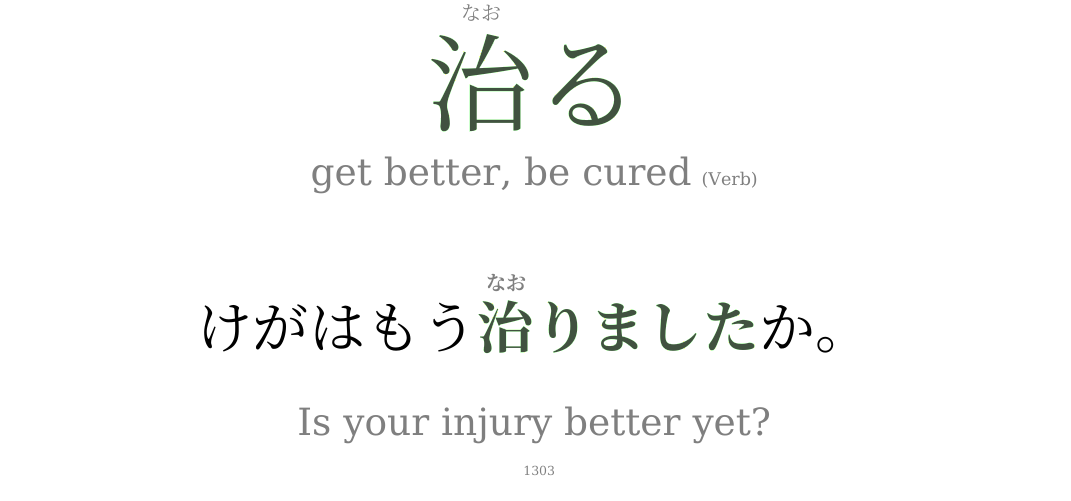 なお
治る
get better, be cured (Verb)
なお
けがはもう治りましたか。
Is your injury better yet?
1303